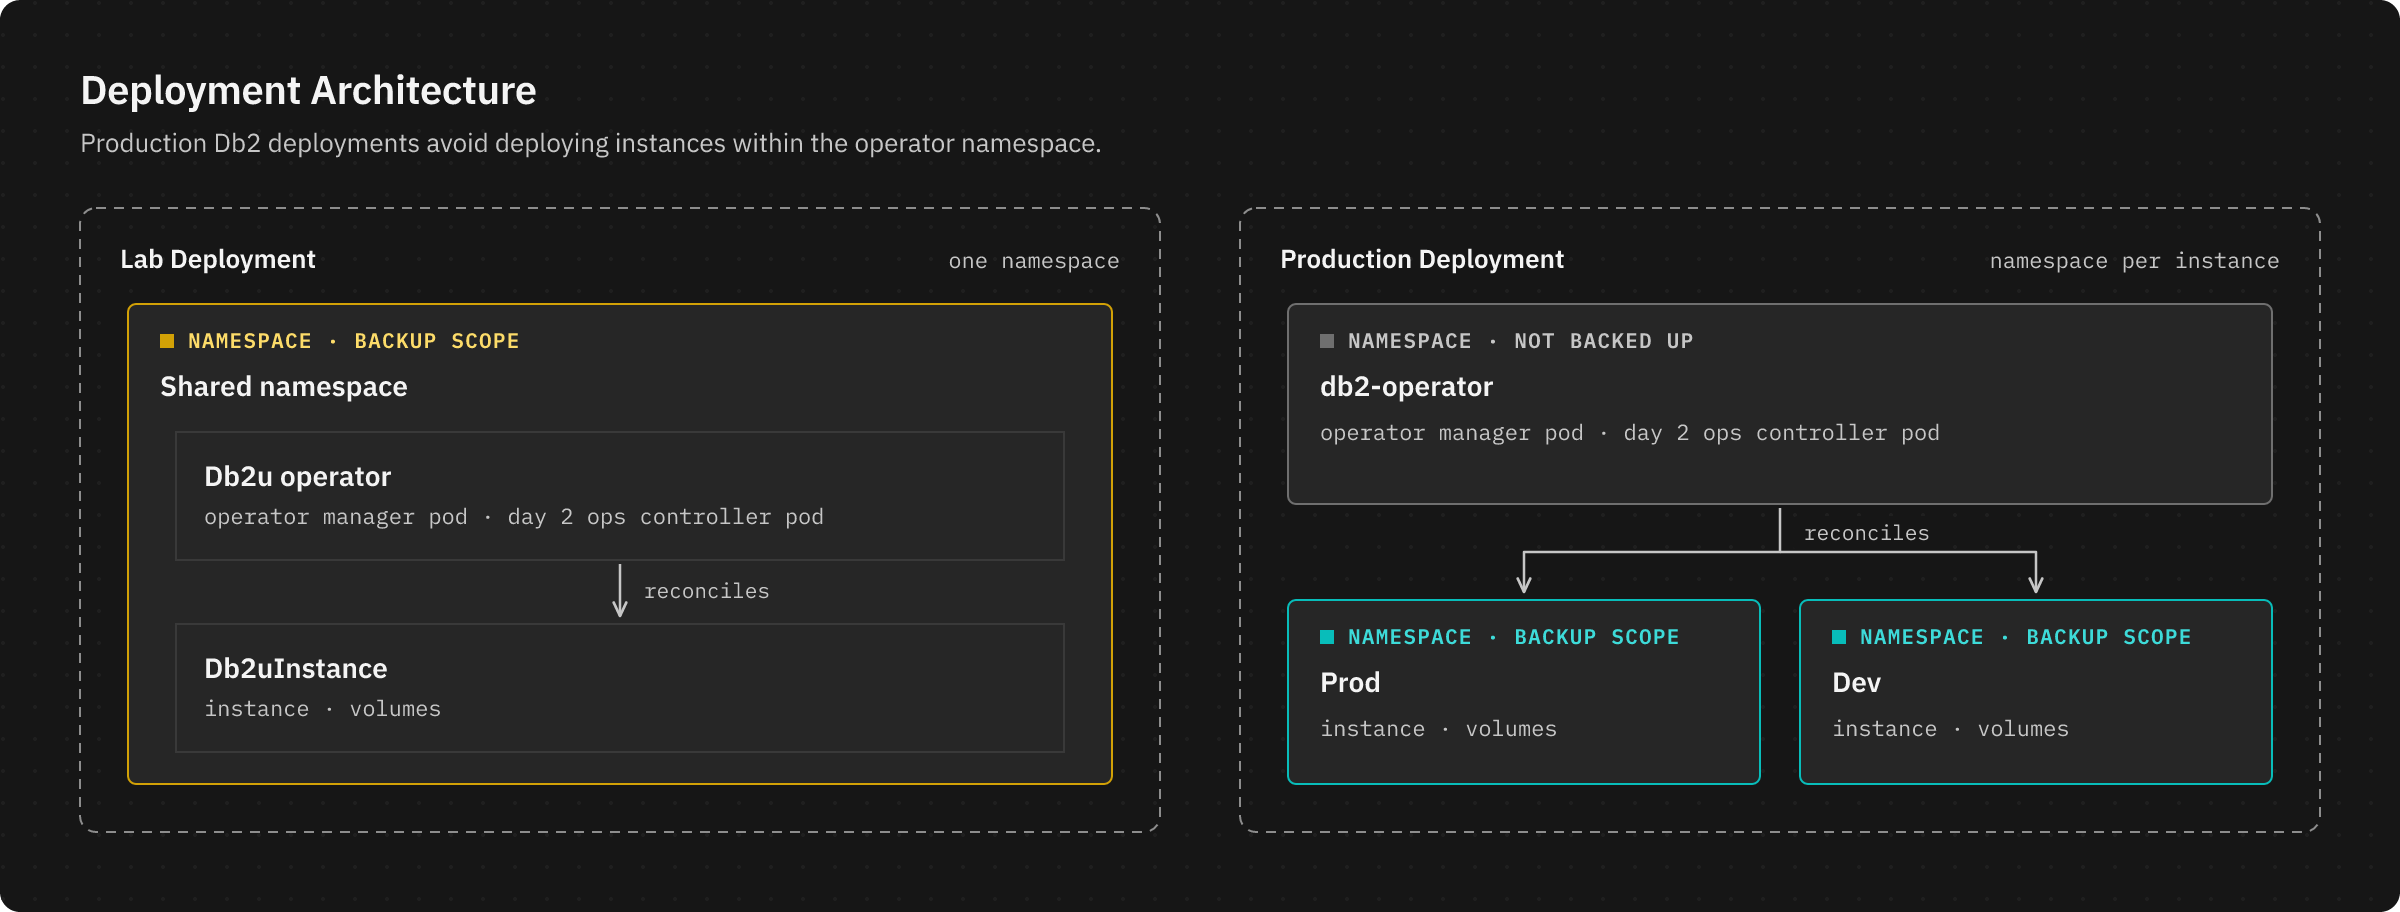 Deployment Architecture
Production Db2 deployments avoid deploying instances within the operator namespace.
Lab Deployment
one namespace
NAMESPACE · BACKUP SCOPE
Shared namespace
Db2u operator
operator manager pod · day 2 ops controller pod
reconciles
Db2uInstance
instance · volumes
Production Deployment
namespace per instance
NAMESPACE · NOT BACKED UP
db2-operator
operator manager pod · day 2 ops controller pod
reconciles
NAMESPACE · BACKUP SCOPE
Prod
instance · volumes
NAMESPACE · BACKUP SCOPE
Dev
instance · volumes